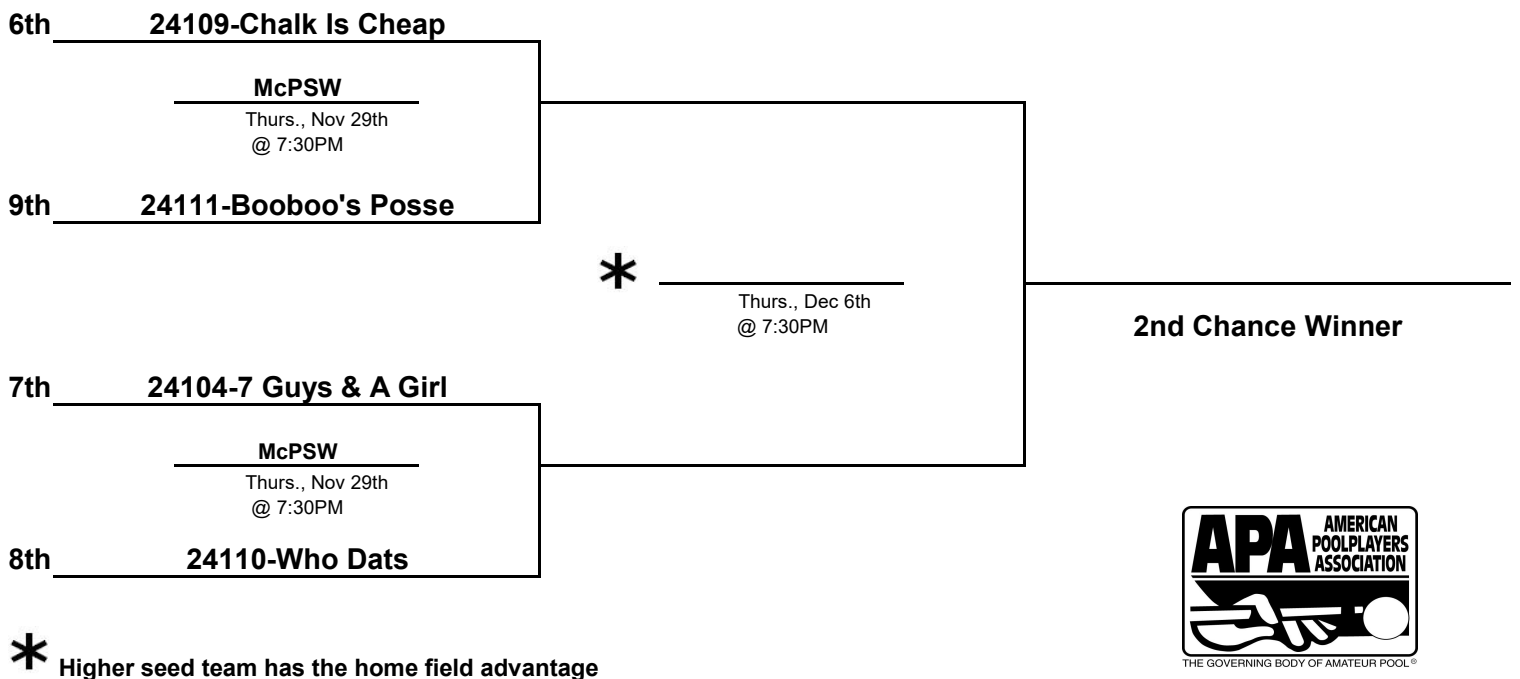 6th 24109-Chalk Is Cheap
McPSW
Thurs., Nov 29th
@ 7:30PM
9th 24111-Booboo's Posse
*
Thurs., Dec 6th
@ 7:30PM
2nd Chance Winner
7th 24104-7 Guys & A Girl
McPSW
Thurs., Nov 29th
@ 7:30PM
8th 24110-Who Dats
* Higher seed team has the home field advantage
APA
AMERICAN
POOLPLAYERS
ASSOCIATION
THE GOVERNING BODY OF AMATEUR POOL®